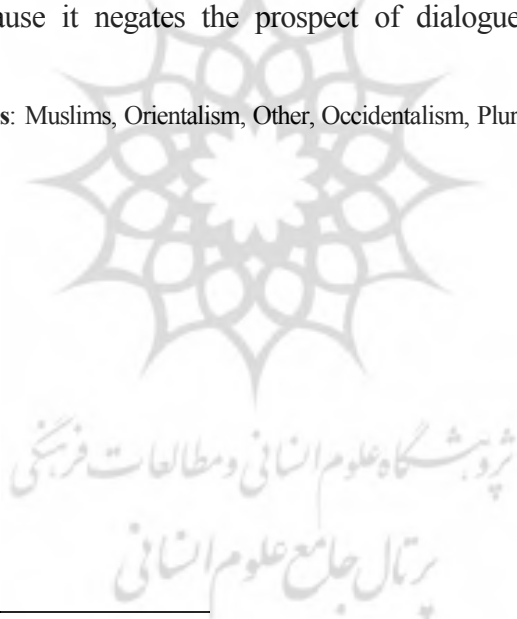 ause it negates the prospect of dialogue
s: Muslims, Orientalism, Other, Occidentalism, Plur
پژوهشگاه علوم انسانی و مطالعات فرهنگی
پرتال جامع علوم انسانی